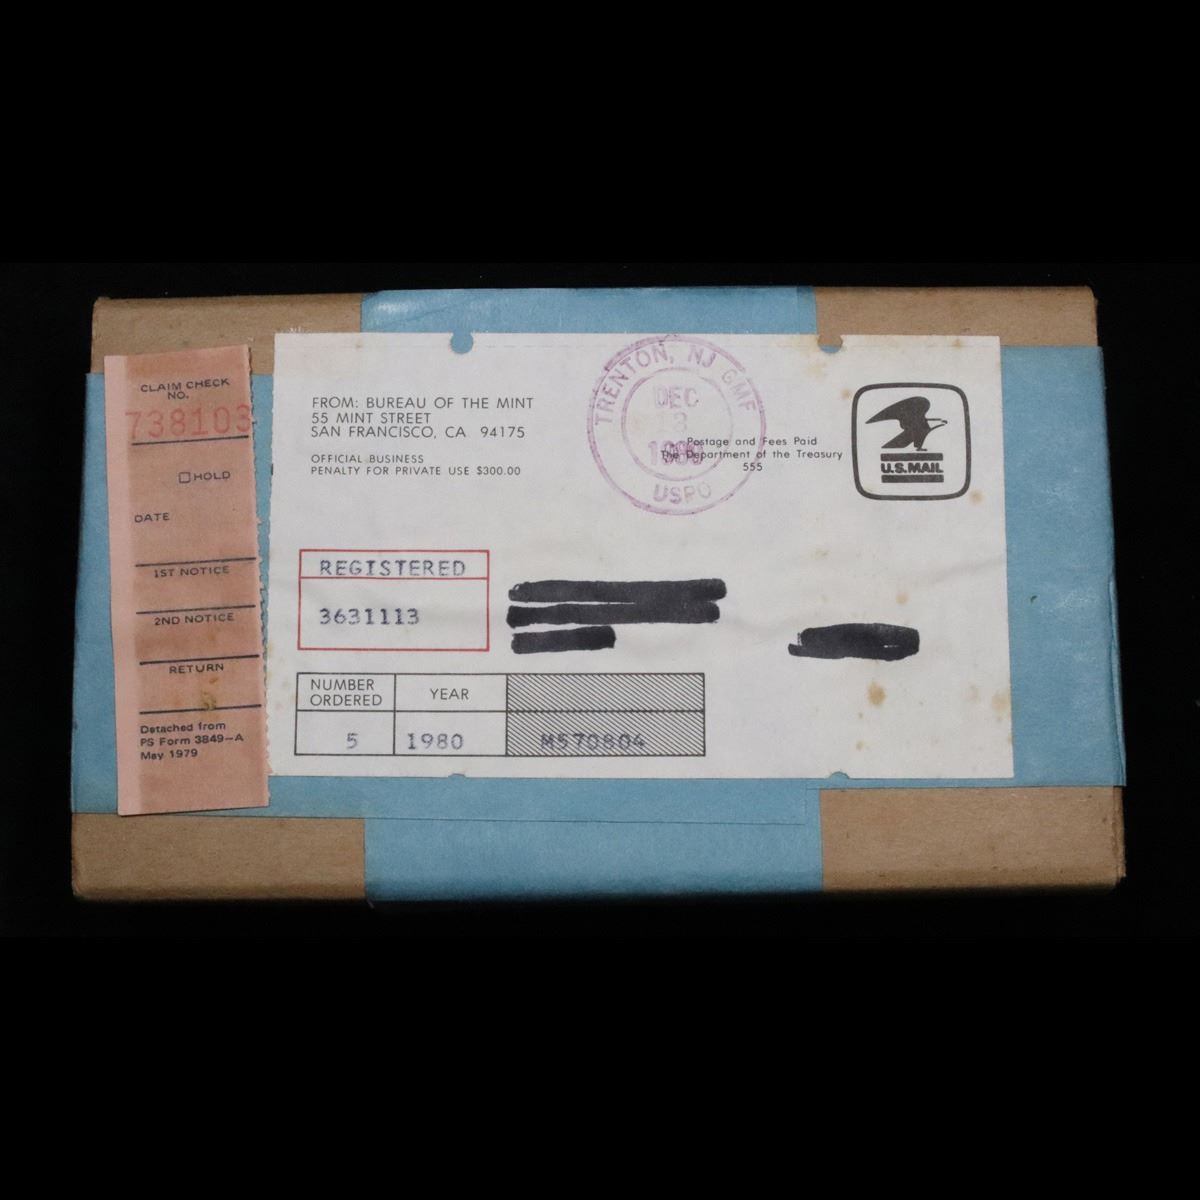 CLAIM CHECK
NO.
738103
HOLD
DATE
1ST NOTICE
2ND NOTICE
RETURN
Detached from
PS Form 3849-A
May 1979
FROM: BUREAU OF THE MINT
55 MINT STREET
SAN FRANCISCO, CA 94175
OFFICIAL BUSINESS
PENALTY FOR PRIVATE USE $300.00
TRENTON, NJ GMF
DEC
1980
USPO
Postage and Fees Paid
The Department of the Treasury
555
U.S.MAIL
REGISTERED
3631113
NUMBER ORDERED
YEAR
5
1980
M570804